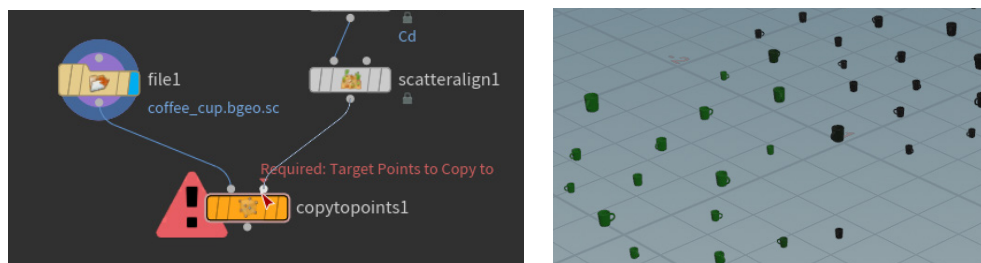 Cd
file1
scatteralign1
coffee_cup.bgeo.sc
Required: Target Points to Copy to
copytopoints1